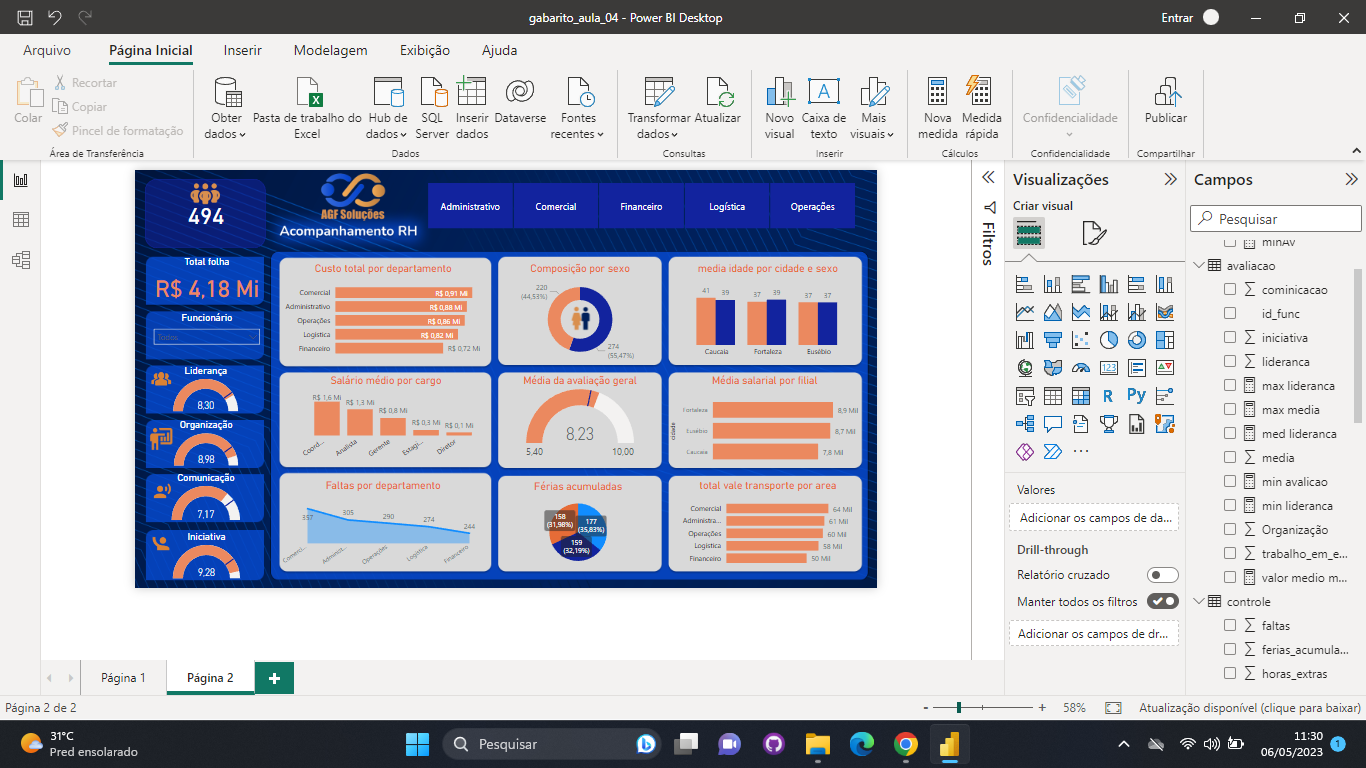 gabarito_aula_04 - Power BI Desktop
Entrar
Arquivo
Página Inicial
Inserir
Modelagem
Exibição
Ajuda
Colar
Recortar
Copiar
Pincel de formatação
Área de Transferência
Obter dados
Pasta de trabalho do Excel
Hub de dados
SQL Server
Inserir dados
Dataverse
Fontes recentes
Dados
Transformar dados
Atualizar
Consultas
Novo visual
Caixa de texto
Mais visuais
Inserir
Nova medida
Medida rápida
Cálculos
Confidencialidade
Confidencialidade
Publicar
Compartilhar
494
AGF Soluções
Acompanhamento RH
Administrativo
Comercial
Financeiro
Logística
Operações
Total folha
R$ 4,18 Mi
Funcionário
Todos
Liderança
8,30
Organização
8,98
Comunicação
7,17
Iniciativa
9,28
Custo total por departamento
Comercial R$ 0,91 Mi
Administrativo R$ 0,88 Mi
Operações R$ 0,86 Mi
Logística R$ 0,82 Mi
Financeiro R$ 0,72 Mi
Composição por sexo
220
(44,53%)
274
(55,47%)
media idade por cidade e sexo
41 39 37 39 37 37
Caucaia Fortaleza Eusébio
Salário médio por cargo
R$ 1,6 Mi R$ 1,3 Mi R$ 0,8 Mi R$ 0,3 Mi R$ 0,1 Mi
Coord... Analista Gerente Estagi... Diretor
Média da avaliação geral
8,23
5,40 10,00
Média salarial por filial
cidade
Fortaleza 8,9 Mil
Eusébio 8,7 Mil
Caucaia 7,8 Mil
Faltas por departamento
337 305 290 274 244
Comerci... Administ... Operações Logística Financeiro
Férias acumuladas
158
(31,98%)
177
(35,83%)
159
(32,19%)
total vale transporte por area
Comercial 64 Mil
Administra... 61 Mil
Operações 60 Mil
Logística 58 Mil
Financeiro 50 Mil
Filtros
Visualizações
Criar visual
123
R
Py
Valores
Adicionar os campos de da...
Drill-through
Relatório cruzado
Manter todos os filtros
Adicionar os campos de dr...
Campos
Pesquisar
minAv
avaliacao
cominicacao
id_func
iniciativa
lideranca
max lideranca
max media
med lideranca
media
min avalicao
min lideranca
Organização
trabalho_em_e...
valor medio m...
controle
faltas
ferias_acumula...
horas_extras
Página 1
Página 2
Página 2 de 2
58%
Atualização disponível (clique para baixar)
31°C
Pred ensolarado
Pesquisar
11:30
06/05/2023
1